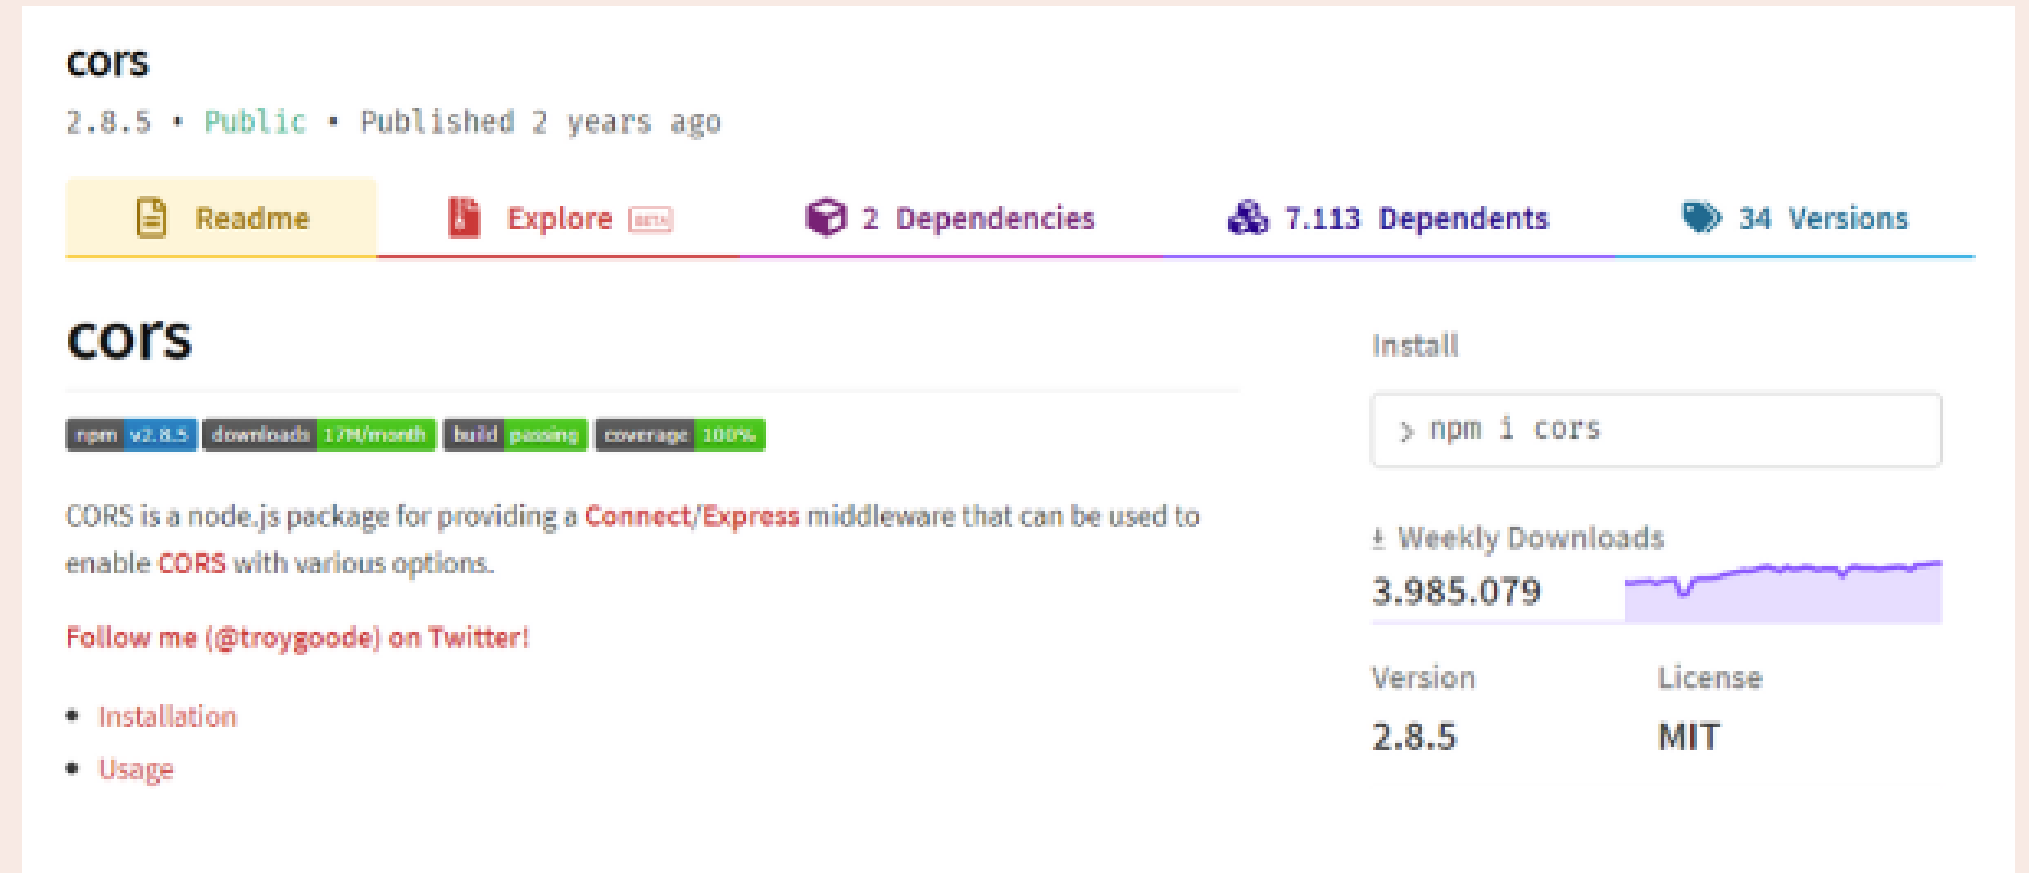 cors
2.8.5 • Public • Published 2 years ago
Readme
Explore BETA
2 Dependencies
7.113 Dependents
34 Versions
cors
npm v2.8.5 downloads 17M/month build passing coverage 100%
CORS is a node.js package for providing a Connect/Express middleware that can be used to
enable CORS with various options.
Follow me (@troygoode) on Twitter!
• Installation
• Usage
Install
> npm i cors
Weekly Downloads
3.985.079
Version
2.8.5
License
MIT